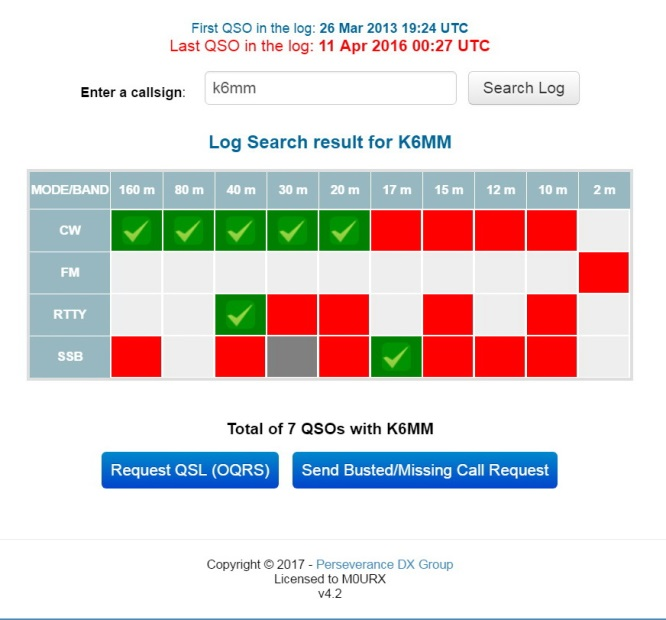 First QSO in the log: 26 Mar 2013 19:24 UTC
Last QSO in the log: 11 Apr 2016 00:27 UTC
Enter a callsign: k6mm Search Log
Log Search result for K6MM
MODE/BAND 160 m 80 m 40 m 30 m 20 m 17 m 15 m 12 m 10 m 2 m
CW
FM
RTTY
SSB
Total of 7 QSOs with K6MM
Request QSL (OQRS) Send Busted/Missing Call Request
Copyright © 2017 - Perseverance DX Group
Licensed to M0URX
v4.2